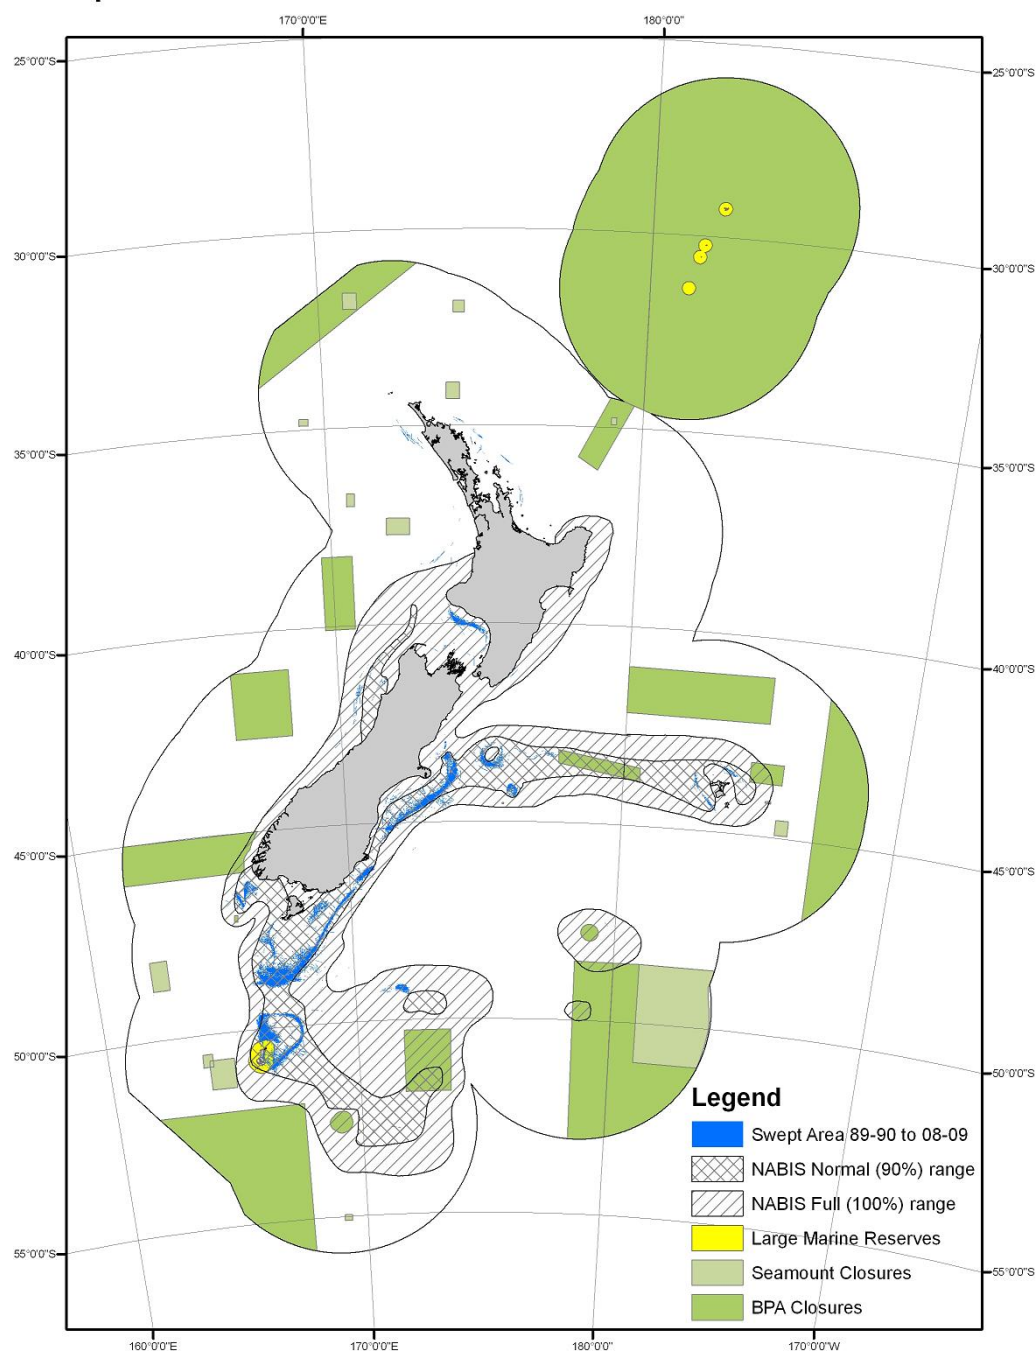 170°0'0"E 180°0'0"
25°0'0"S 25°0'0"S
30°0'0"S 30°0'0"S
35°0'0"S 35°0'0"S
40°0'0"S 40°0'0"S
45°0'0"S 45°0'0"S
50°0'0"S 50°0'0"S
Legend
Swept Area 89-90 to 08-09
NABIS Normal (90%) range
NABIS Full (100%) range
Large Marine Reserves
55°0'0"S 55°0'0"S
Seamount Closures
BPA Closures
160°0'0"E 170°0'0"E 180°0'0" 170°0'0"W